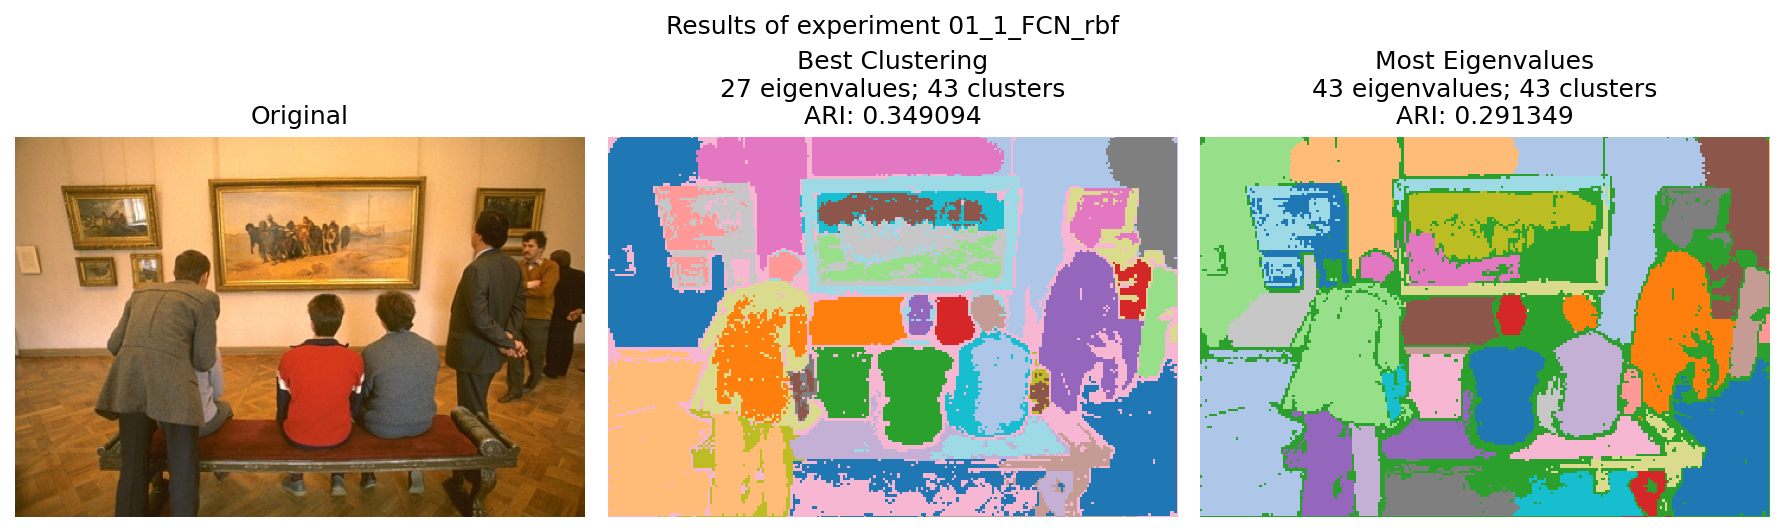 Results of experiment 01_1_FCN_rbf
Original
Best Clustering
27 eigenvalues; 43 clusters
ARI: 0.349094
Most Eigenvalues
43 eigenvalues; 43 clusters
ARI: 0.291349